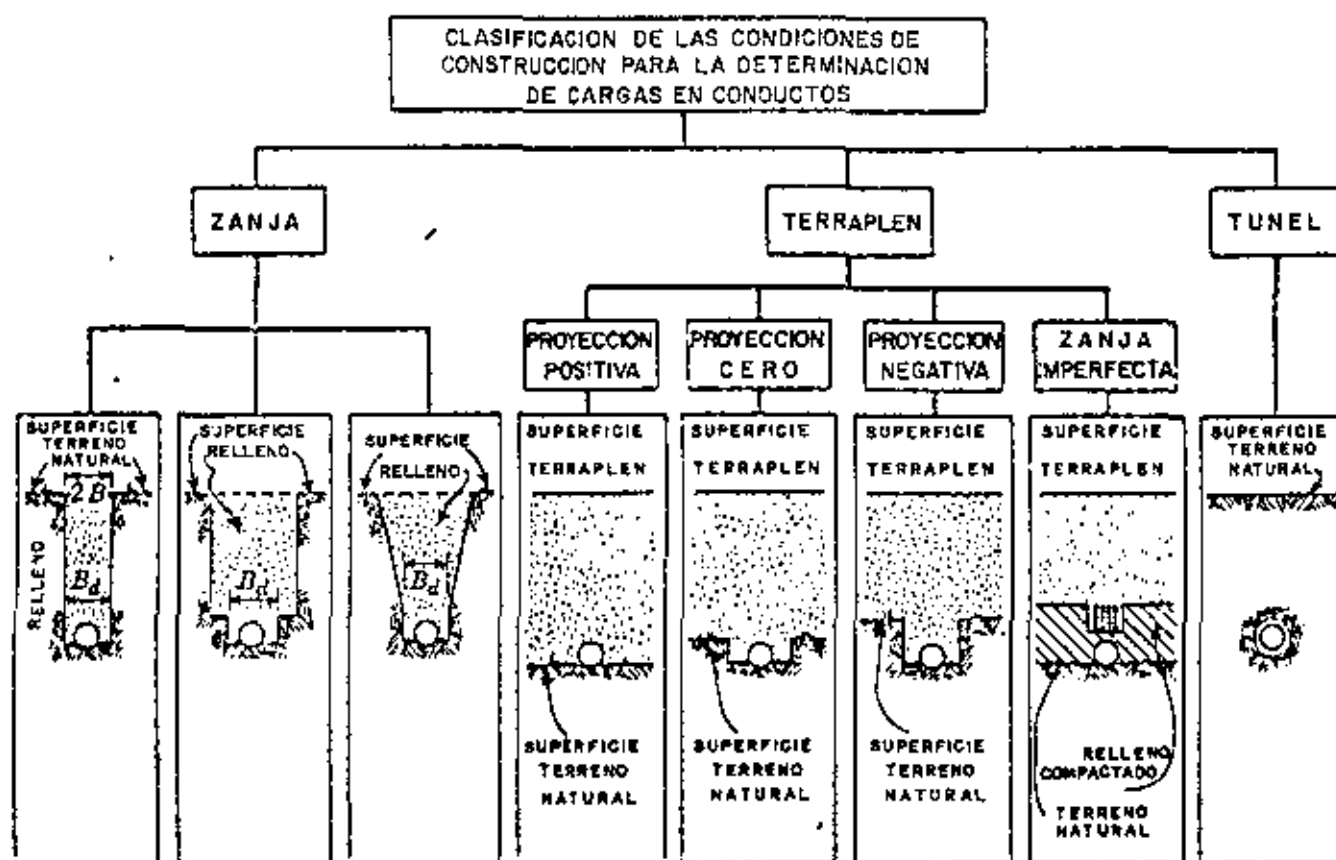 CLASIFICACION DE LAS CONDICIONES DE
CONSTRUCCION PARA LA DETERMINACION
DE CARGAS EN CONDUCTOS
ZANJA
TERRAPLEN
TUNEL
PROYECCION
POSITIVA
PROYECCION
CERO
PROYECCION
NEGATIVA
ZANJA
IMPERFECTA
SUPERFICIE
TERRENO
NATURAL
2B
RELLENO
Bd
SUPERFICIE
RELLENO
Bd
SUPERFICIE
RELLENO
Bd
SUPERFICIE
TERRAPLEN
SUPERFICIE
TERRENO
NATURAL
SUPERFICIE
TERRAPLEN
SUPERFICIE
TERRENO
NATURAL
SUPERFICIE
TERRAPLEN
SUPERFICIE
TERRENO
NATURAL
SUPERFICIE
TERRAPLEN
RELLENO
COMPACTADO
TERRENO
NATURAL
SUPERFICIE
TERRENO
NATURAL